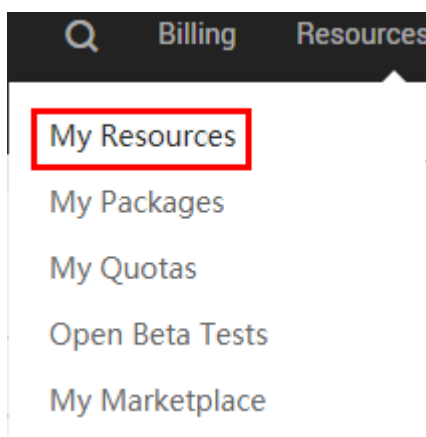 Billing Resources
My Resources
My Packages
My Quotas
Open Beta Tests
My Marketplace